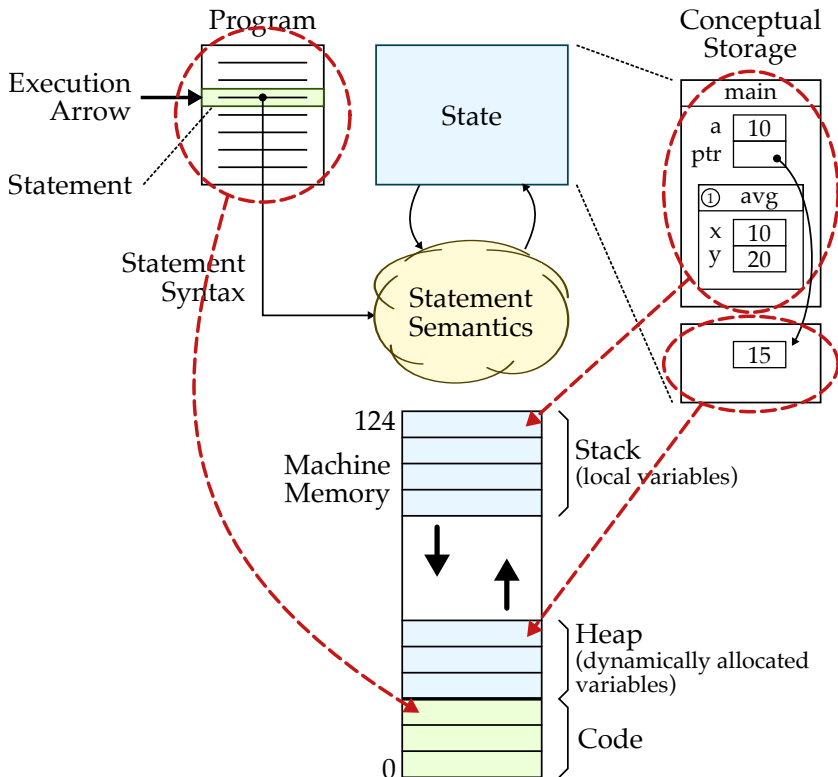 Program
Conceptual
Storage
Execution
Arrow
Statement
State
main
a 10
ptr
① avg
x 10
y 20
Statement
Syntax
Statement
Semantics
15
124
Machine
Memory
Stack
(local variables)
Heap
(dynamically allocated
variables)
Code
0